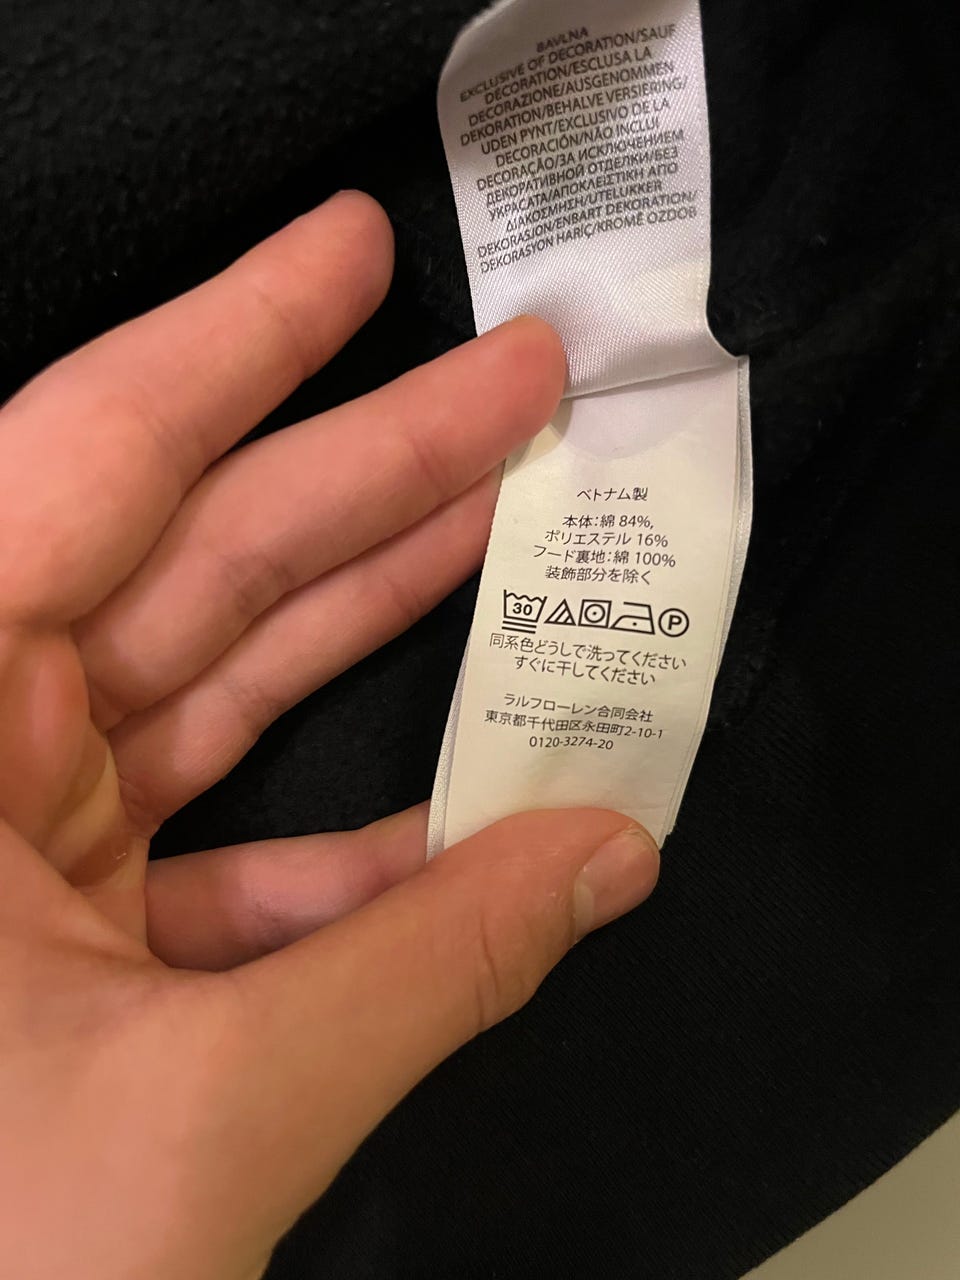 BAVLNA
EXCLUSIVE OF DECORATION/SAUF
DÉCORATION/ESCLUSA LA
DECORAZIONE/AUSGENOMMEN
DEKORATION/BEHALVE VERSIERING/
UDEN PYNT/EXCLUSIVO DE LA
DECORACIÓN/NÃO INCLUI
DECORAÇÃO/ЗА ИСКЛЮЧЕНИЕМ
ДЕКОРАТИВНОЙ ОТДЕЛКИ/БЕЗ
УКРАСАТА/ΑΠΟΚΛΕΙΣΤΙΚΗ ΑΠΟ
ΔΙΑΚΟΣΜΗΣΗ/UTELUKKER
DEKORASJON/ENBART DEKORATION/
DEKORASYON HARİÇ/KROMĚ OZDOB
ベトナム製
本体：綿 84%,
ポリエステル 16%
フード裏地：綿 100%
装飾部分を除く
30 P
同系色どうしで洗ってください
すぐに干してください
ラルフローレン合同会社
東京都千代田区永田町2-10-1
0120-3274-20